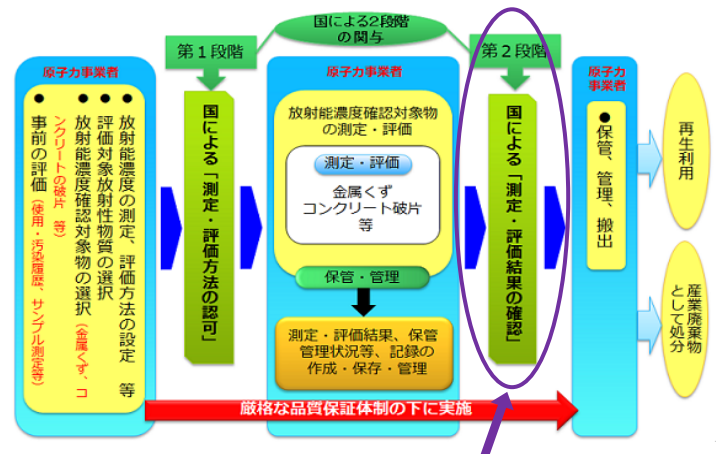 国による2段階
の関与
第１段階
第２段階
原子力事業者
● 放射能濃度の測定、評価方法の設定 等
● 評価対象放射性物質の選択
● 放射能濃度確認対象物の選択（金属くず、コ
ンクリートの破片 等）
● 事前の評価（使用・汚染履歴、サンプル測定等）
国による「測定・評価方法の認可」
原子力事業者
放射能濃度確認対象物
の測定・評価
測定・評価
金属くず
コンクリート破片
等
保管・管理
測定・評価結果、保管
管理状況等、記録の
作成・保存・管理
国による「測定・評価結果の確認」
原子力
事業者
●保管、管理、搬出
再生利用
産業廃棄物
として処分
厳格な品質保証体制の下に実施